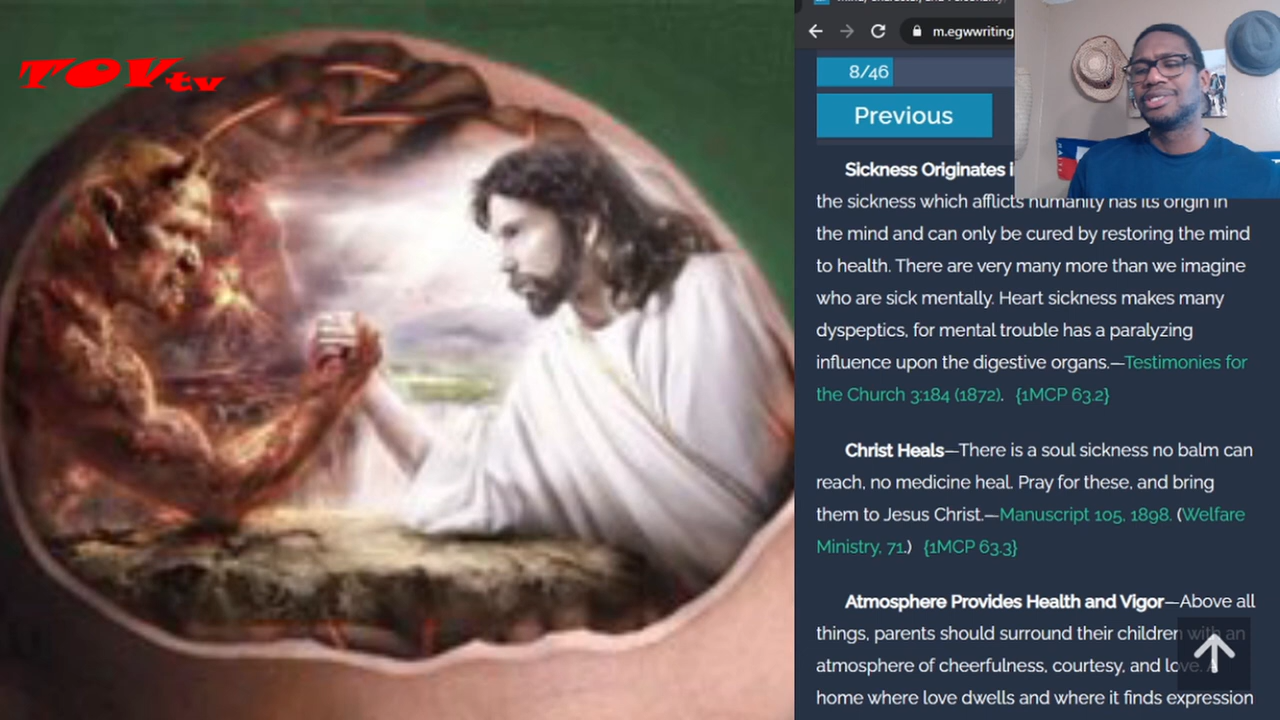 TOVtv
m.egwwriting
8/46
Previous
Sickness Originates i
the sickness which afflicts humanity has its origin in
the mind and can only be cured by restoring the mind
to health. There are very many more than we imagine
who are sick mentally. Heart sickness makes many
dyspeptics, for mental trouble has a paralyzing
influence upon the digestive organs.—Testimonies for
the Church 3:184 (1872). {1MCP 63.2}
Christ Heals—There is a soul sickness no balm can
reach, no medicine heal. Pray for these, and bring
them to Jesus Christ.—Manuscript 105, 1898. (Welfare
Ministry, 71.) {1MCP 63.3}
Atmosphere Provides Health and Vigor—Above all
things, parents should surround their children with an
atmosphere of cheerfulness, courtesy, and love. A
home where love dwells and where it finds expression